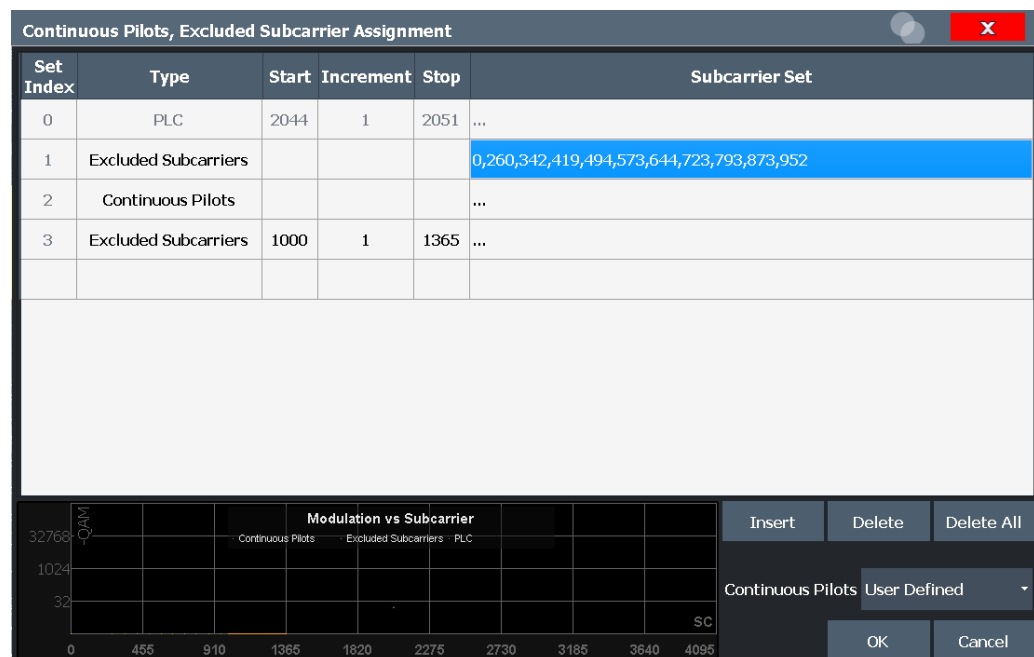 Continuous Pilots, Excluded Subcarrier Assignment X
Set Index Type Start Increment Stop Subcarrier Set
0 PLC 2044 1 2051 ...
1 Excluded Subcarriers 0,260,342,419,494,573,644,723,793,873,952
2 Continuous Pilots ...
3 Excluded Subcarriers 1000 1 1365 ...
Modulation vs Subcarrier
Continuous Pilots Excluded Subcarriers PLC
-QAM
32768
1024
32
SC
0 455 910 1365 1820 2275 2730 3185 3640 4095
Insert Delete Delete All
Continuous Pilots User Defined
OK Cancel